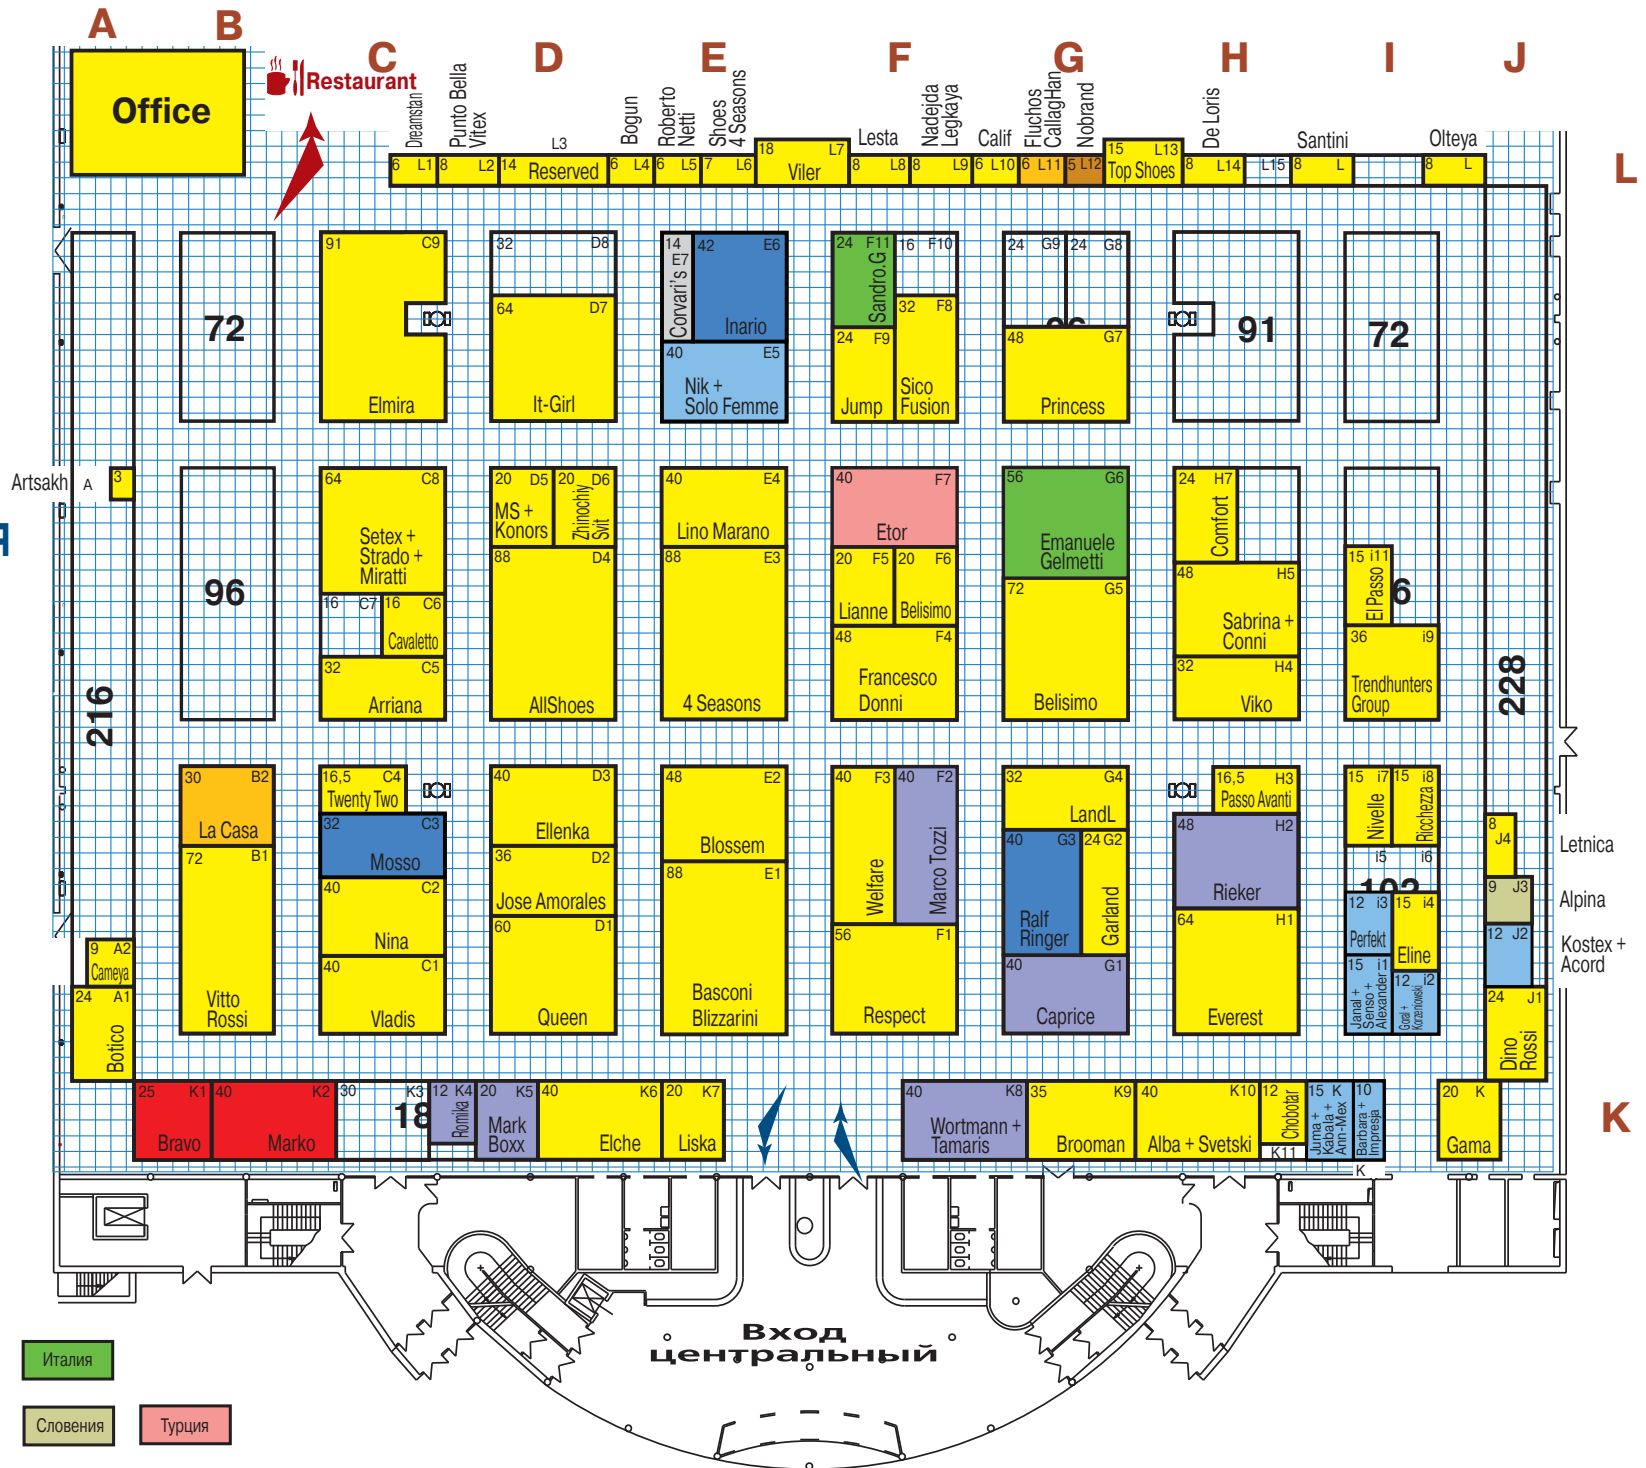 A
B
C
D
E
F
G
H
I
J
Office
Restaurant
Dreamstan
Punto Bella
Vitex
L3
Bogun
Roberto
Netti
Shoes
4 Seasons
Lesta
Nadejda
Legkaya
Calif
Fluchos
CallagHan
Nobrand
De Loris
Santini
Olteya
6 L1
8 L2
14 Reserved
6 L4
6 L5
7 L6
18 L7
Viler
8 L8
8 L9
6 L10
6 L11
5 L12
15 L13
Top Shoes
8 L14
L15
8 L
8 L
L
72
91 C9
Elmira
32 D8
64 D7
It-Girl
14 E7
Corvari's
42 E6
Inario
40 E5
Nik +
Solo Femme
24 F11
Sandro.G
16 F10
24 F9
Jump
32 F8
Sico
Fusion
24 G9
24 G8
48 G7
Princess
91
72
Artsakh
A
3
216
96
64 C8
Setex +
Strado +
Miratti
16 C7
16 C6
Cavaletto
32 C5
Arriana
20 D5
MS +
Konors
20 D6
Zhinochiy
Svit
88 D4
AllShoes
40 E4
Lino Marano
88 E3
4 Seasons
40 F7
Etor
20 F5
Lianne
20 F6
Belisimo
48 F4
Francesco
Donni
56 G6
Emanuele
Gelmetti
72 G5
Belisimo
24 H7
Comfort
48 H5
Sabrina +
Conni
32 H4
Viko
15 i11
El Passo
6
36 i9
Trendhunters
Group
228
30 B2
La Casa
72 B1
Vitto
Rossi
16,5 C4
Twenty Two
32 C3
Mosso
40 C2
Nina
40 C1
Vladis
40 D3
Ellenka
36 D2
Jose Amorales
60 D1
Queen
48 E2
Blossem
88 E1
Basconi
Blizzarini
40 F3
Welfare
40 F2
Marco Tozzi
56 F1
Respect
32 G4
LandL
40 G3
Ralf
Ringer
24 G2
Garland
40 G1
Caprice
16,5 H3
Passo Avanti
48 H2
Rieker
64 H1
Everest
15 i7
Nivelle
15 i8
Ricchezza
i5 i6
12 i3
Perfekt
15 i4
Eline
15 i1
Janal +
Senso +
Alexander
12 i2
Goral +
Korzeniowski
8
J4
Letnica
9 J3
Alpina
12 J2
Kostex +
Acord
24 J1
Dino
Rossi
9 A2
Cameya
24 A1
Botico
25 K1
Bravo
40 K2
Marko
30 K3
18
12 K4
Romika
20 K5
Mark
Boxx
40 K6
Elche
20 K7
Liska
40 K8
Wortmann +
Tamaris
35 K9
Brooman
40 K10
Alba + Svetski
12
Chobotar
K11
15 K
Juma +
Kabala +
Ann-Mex
10
Barbara +
Impresja
K
20 K
Gama
K
Вход
центральный
Италия
Словения
Турция